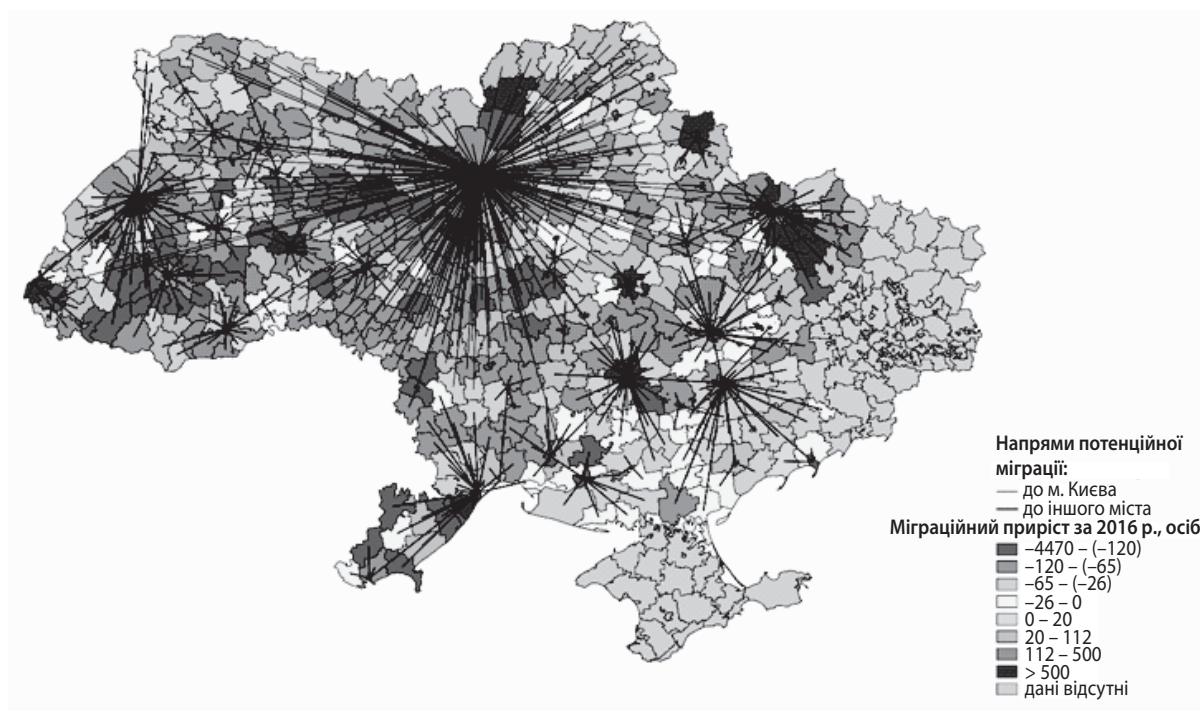 Напрями потенційної
міграції:
до м. Києва
до іншого міста
Міграційний приріст за 2016 р., осіб
–4470 – (–120)
–120 – (–65)
–65 – (–26)
–26 – 0
0 – 20
20 – 112
112 – 500
> 500
дані відсутні